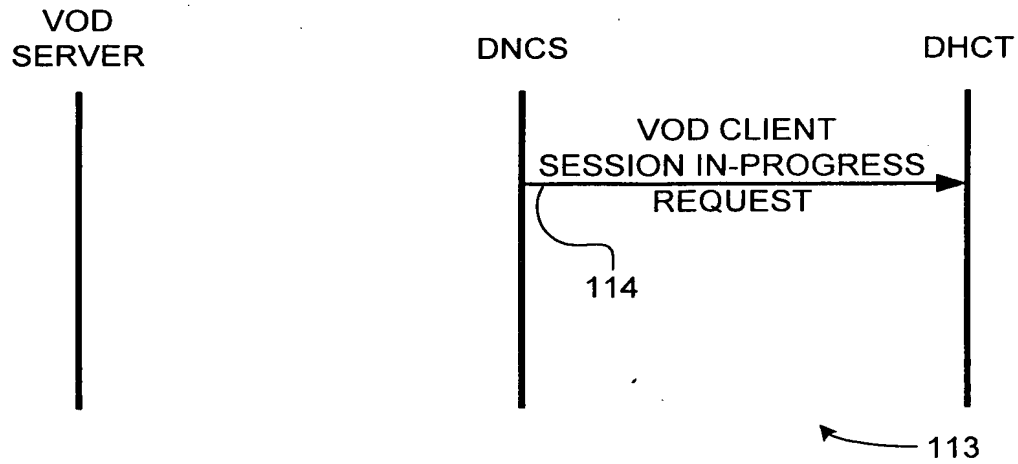 VOD
SERVER
DNCS
DHCT
VOD CLIENT
SESSION IN-PROGRESS
REQUEST
114
113